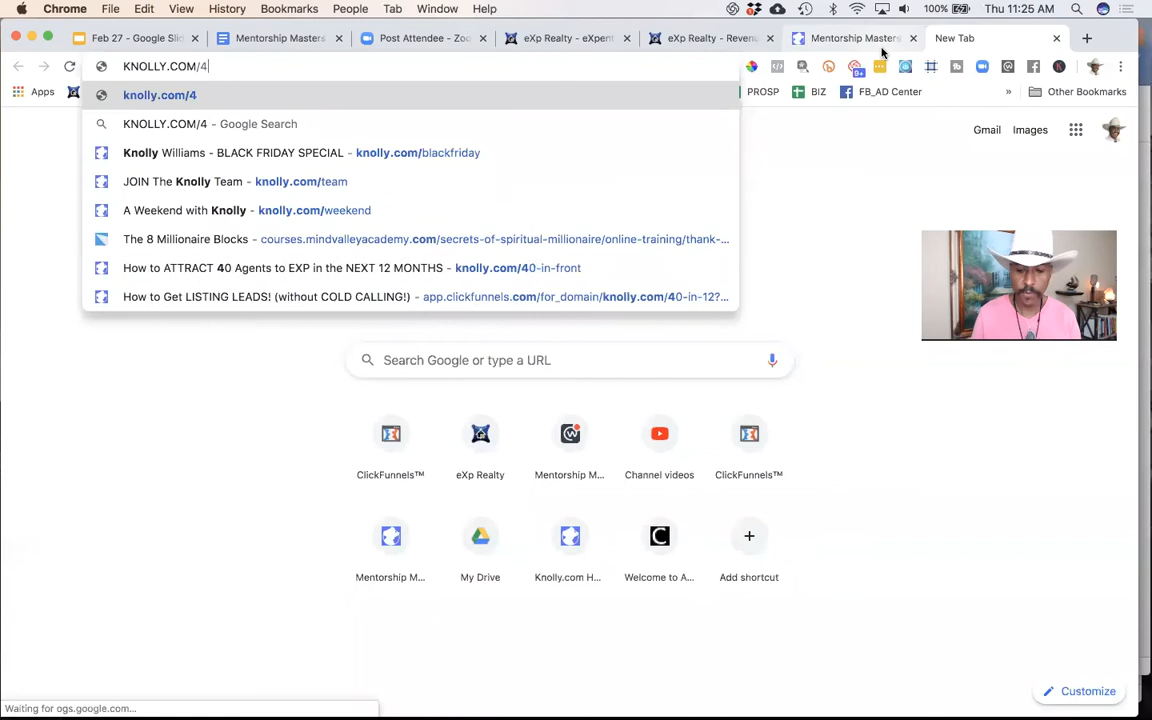 Chrome File Edit View History Bookmarks People Tab Window Help 100% Thu 11:25 AM
Feb 27 - Google Slid Mentorship Masters Post Attendee - Zoo eXp Realty - eXpent eXp Realty - Reven Mentorship Masters New Tab
KNOLLY.COM/4
9+
Apps PROSP BIZ FB_AD Center » Other Bookmarks
knolly.com/4
KNOLLY.COM/4 - Google Search
Gmail Images
Knolly Williams - BLACK FRIDAY SPECIAL - knolly.com/blackfriday
JOIN The Knolly Team - knolly.com/team
A Weekend with Knolly - knolly.com/weekend
The 8 Millionaire Blocks - courses.mindvalleyacademy.com/secrets-of-spiritual-millionaire/online-training/thank-...
How to ATTRACT 40 Agents to EXP in the NEXT 12 MONTHS - knolly.com/40-in-front
How to Get LISTING LEADS! (without COLD CALLING!) - app.clickfunnels.com/for_domain/knolly.com/40-in-12?...
Search Google or type a URL
ClickFunnels™ eXp Realty Mentorship M... Channel videos ClickFunnels™
Mentorship M... My Drive Knolly.com H... Welcome to A... Add shortcut
Customize
Waiting for ogs.google.com...